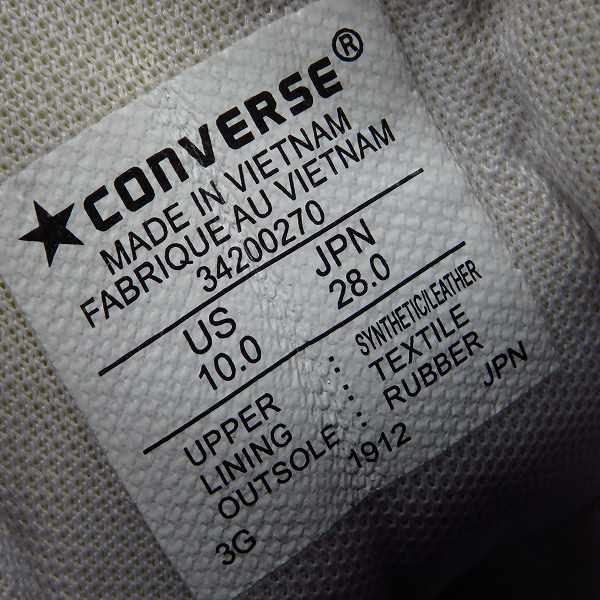 ★CONVERSE®
MADE IN VIETNAM
FABRIQUE AU VIETNAM
34200270
US JPN
10.0 28.0
UPPER : SYNTHETIC/LEATHER
LINING : TEXTILE
OUTSOLE : RUBBER
1912 JPN
3G